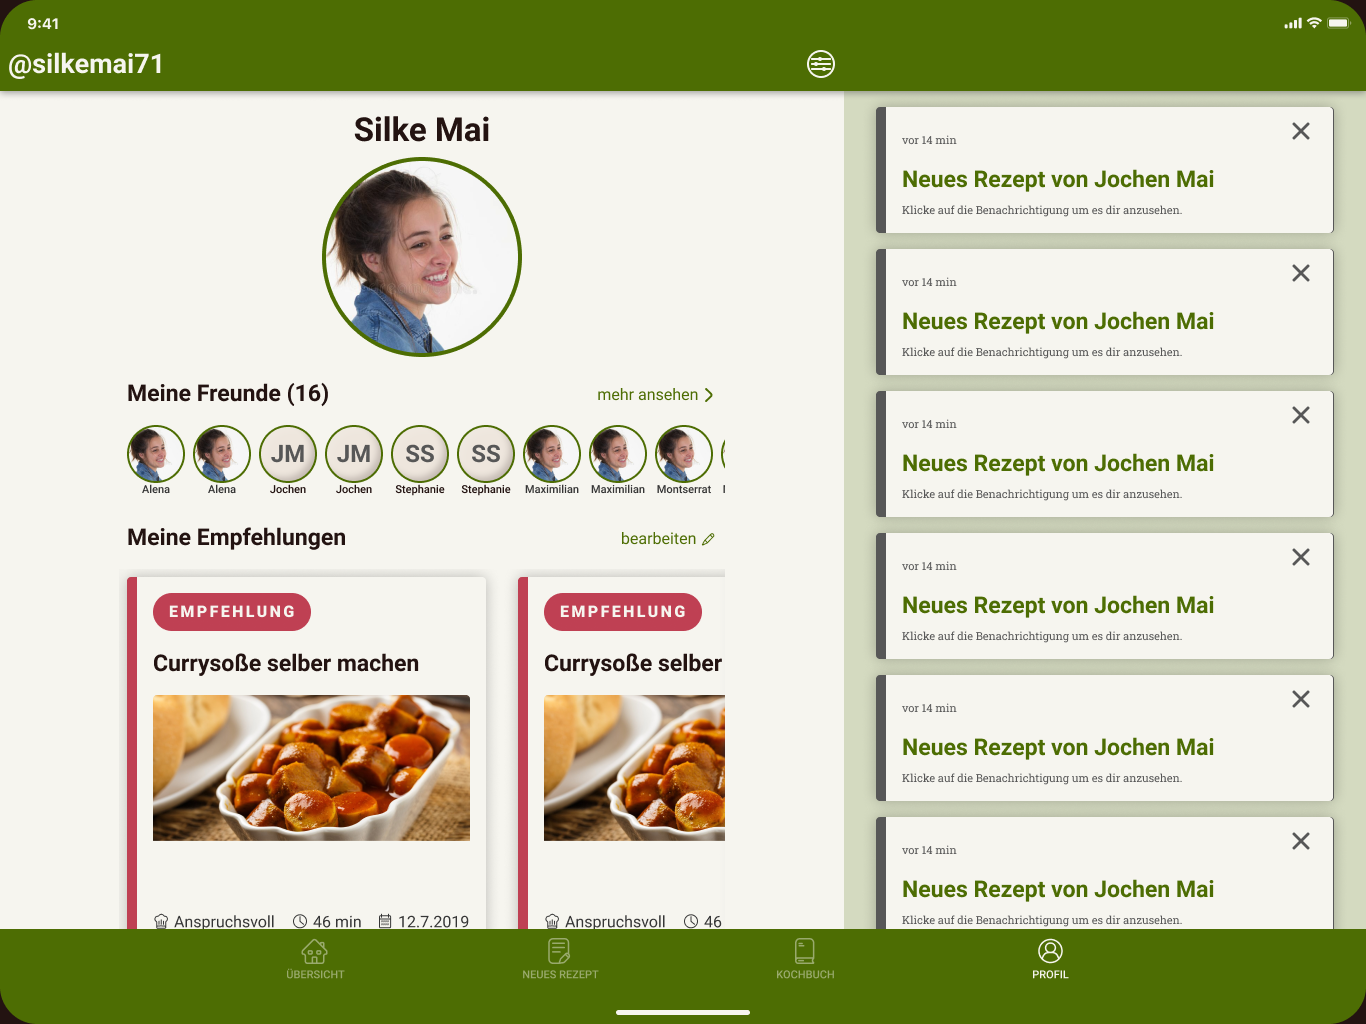 9:41
@silkemai71
Silke Mai
Meine Freunde (16)
mehr ansehen
JM
JM
SS
SS
Alena
Alena
Jochen
Jochen
Stephanie
Stephanie
Maximilian
Maximilian
Montserrat
Meine Empfehlungen
bearbeiten
EMPFEHLUNG
Currysoße selber machen
Anspruchsvoll
46 min
12.7.2019
EMPFEHLUNG
Currysoße selber
Anspruchsvoll
46
vor 14 min
Neues Rezept von Jochen Mai
Klicke auf die Benachrichtigung um es dir anzusehen.
vor 14 min
Neues Rezept von Jochen Mai
Klicke auf die Benachrichtigung um es dir anzusehen.
vor 14 min
Neues Rezept von Jochen Mai
Klicke auf die Benachrichtigung um es dir anzusehen.
vor 14 min
Neues Rezept von Jochen Mai
Klicke auf die Benachrichtigung um es dir anzusehen.
vor 14 min
Neues Rezept von Jochen Mai
Klicke auf die Benachrichtigung um es dir anzusehen.
vor 14 min
Neues Rezept von Jochen Mai
Klicke auf die Benachrichtigung um es dir anzusehen.
ÜBERSICHT
NEUES REZEPT
KOCHBUCH
PROFIL